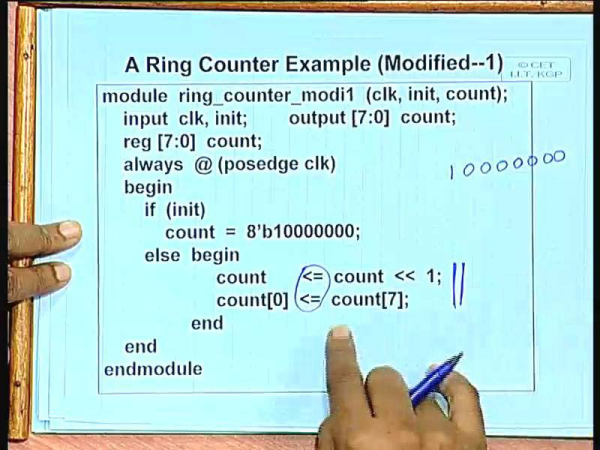 A Ring Counter Example (Modified--1)
© CET
I.I.T. KGP
module ring_counter_modi1 (clk, init, count);
input clk, init; output [7:0] count;
reg [7:0] count;
always @ (posedge clk)
10000000
begin
if (init)
count = 8'b10000000;
else begin
count <= count << 1;
count[0] <= count[7];
end
end
endmodule